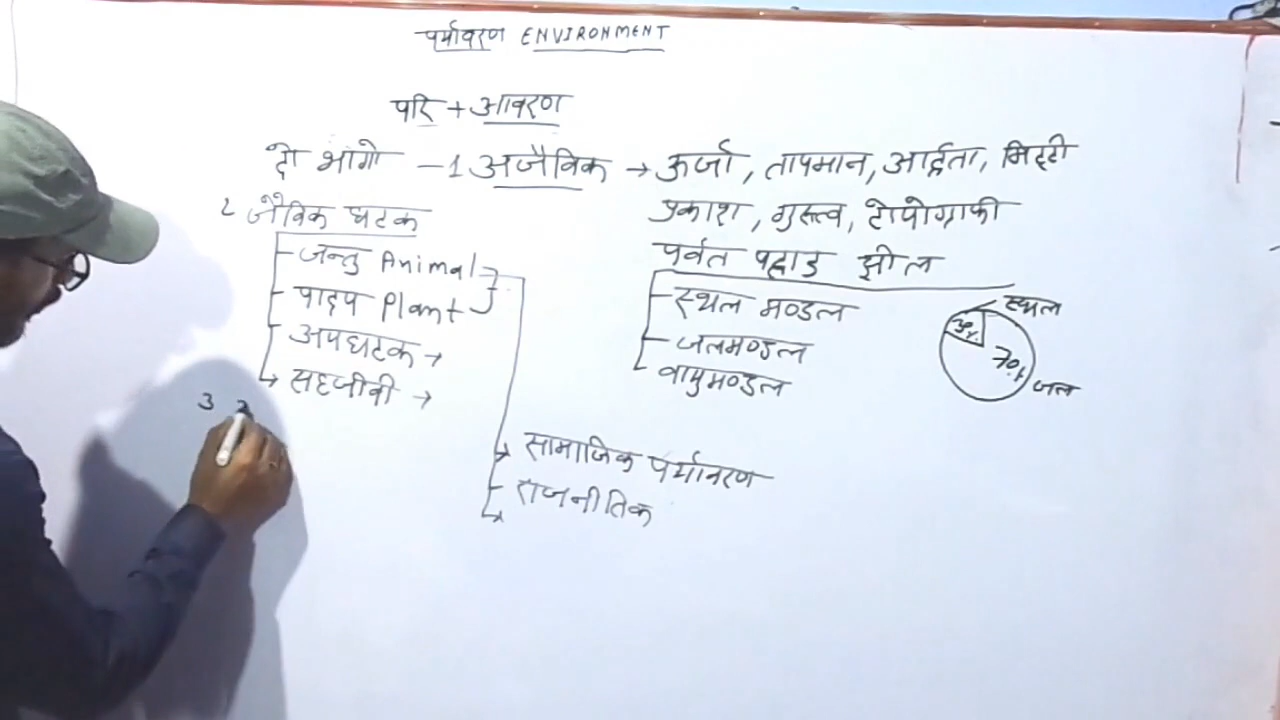 पर्यावरण ENVIRONMENT
परि + आवरण
दो भागो - 1 अजैविक → ऊर्जा, तापमान, आर्द्रता, मिट्टी
प्रकाश, गुरुत्व, टोपोग्राफी
पर्वत पहाड झील
2 जैविक घटक
जन्तु Animal
पादप Plant
अपघटक →
सहजीवी →
स्थल मण्डल
जलमण्डल
वायुमण्डल
स्थल
30%
70%
जल
3
सामाजिक पर्यावरण
राजनीतिक